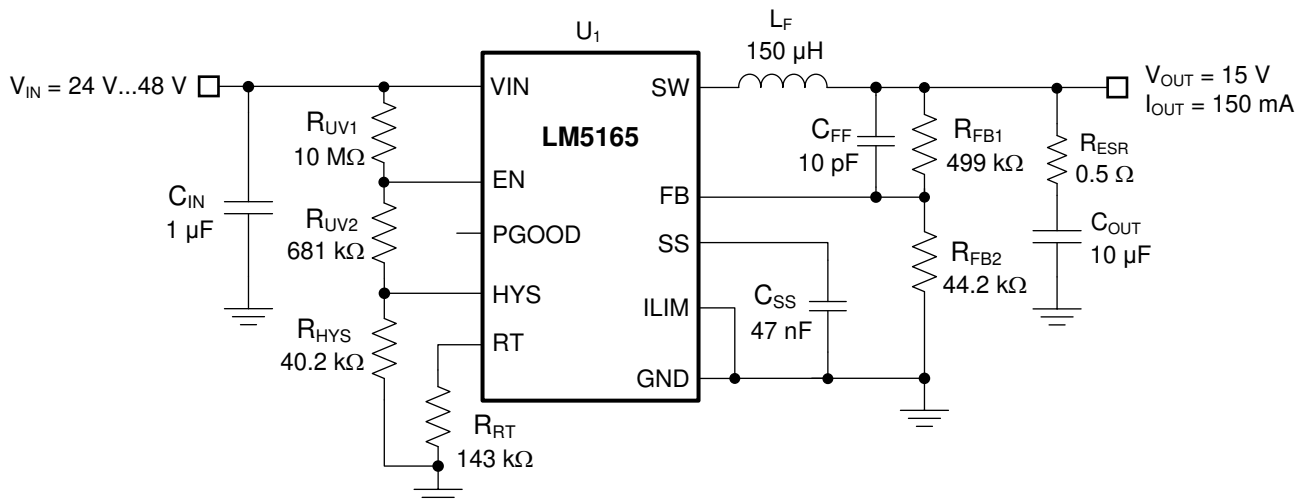 U1
LF
150 µH
VIN = 24 V...48 V
VIN
SW
VOUT = 15 V
IOUT = 150 mA
RUV1
10 MΩ
LM5165
CFF
10 pF
RFB1
499 kΩ
RESR
0.5 Ω
EN
FB
CIN
1 µF
RUV2
681 kΩ
PGOOD
SS
COUT
10 µF
RFB2
44.2 kΩ
HYS
ILIM
CSS
47 nF
RHYS
40.2 kΩ
RT
GND
RRT
143 kΩ